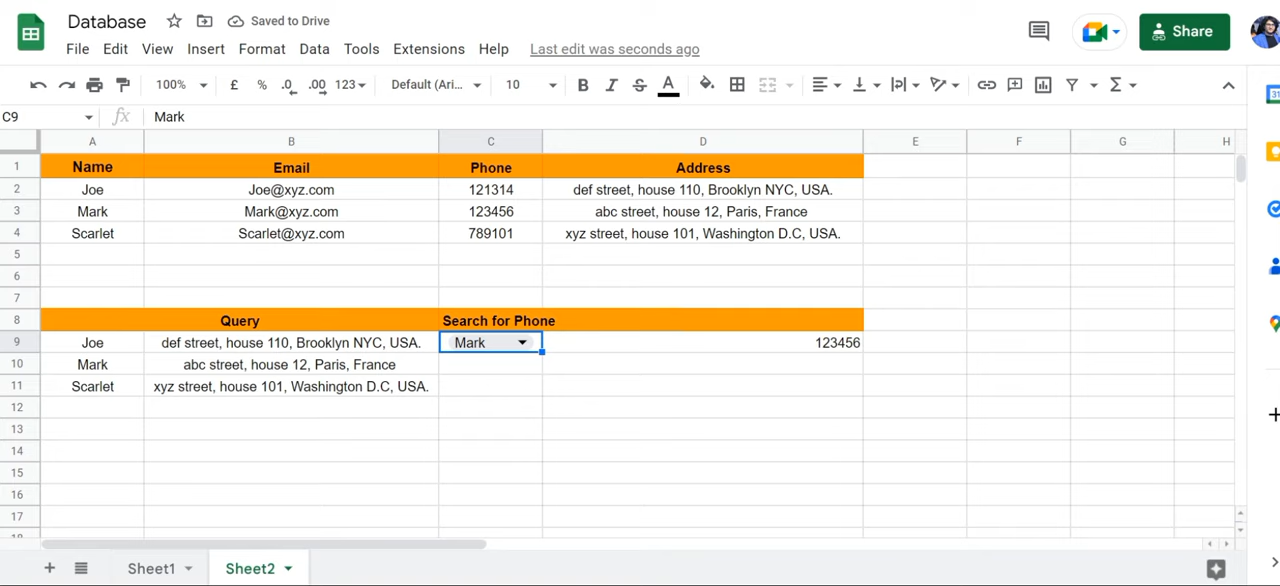 Database Saved to Drive
File Edit View Insert Format Data Tools Extensions Help Last edit was seconds ago
Share
100% £ % .0 .00 123 Default (Ari... 10 B I S A
C9 fx Mark
A B C D E F G H
1 Name Email Phone Address
2 Joe Joe@xyz.com 121314 def street, house 110, Brooklyn NYC, USA.
3 Mark Mark@xyz.com 123456 abc street, house 12, Paris, France
4 Scarlet Scarlet@xyz.com 789101 xyz street, house 101, Washington D.C, USA.
5
6
7
8 Query Search for Phone
9 Joe def street, house 110, Brooklyn NYC, USA. Mark 123456
10 Mark abc street, house 12, Paris, France
11 Scarlet xyz street, house 101, Washington D.C, USA.
12
13
14
15
16
17
18
Sheet1 Sheet2
31